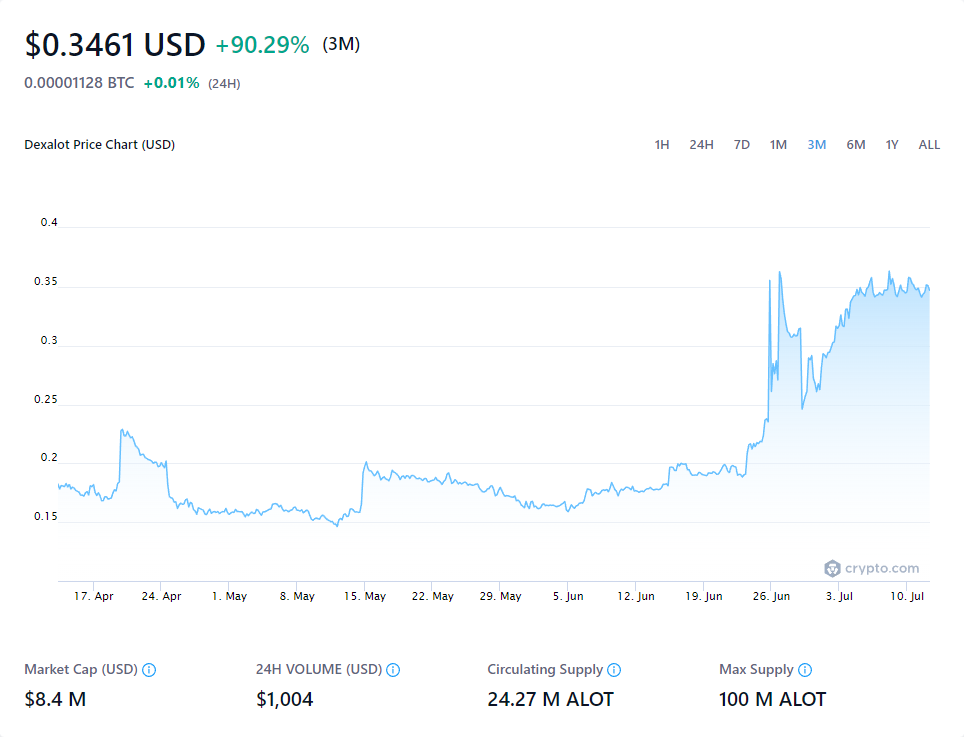 $0.3461 USD +90.29% (3M)
0.00001128 BTC +0.01% (24H)
Dexalot Price Chart (USD) 1H 24H 7D 1M 3M 6M 1Y ALL
0.4
0.35
0.3
0.25
0.2
0.15
crypto.com
17. Apr 24. Apr 1. May 8. May 15. May 22. May 29. May 5. Jun 12. Jun 19. Jun 26. Jun 3. Jul 10. Jul
Market Cap (USD) 24H VOLUME (USD) Circulating Supply Max Supply
$8.4 M $1,004 24.27 M ALOT 100 M ALOT